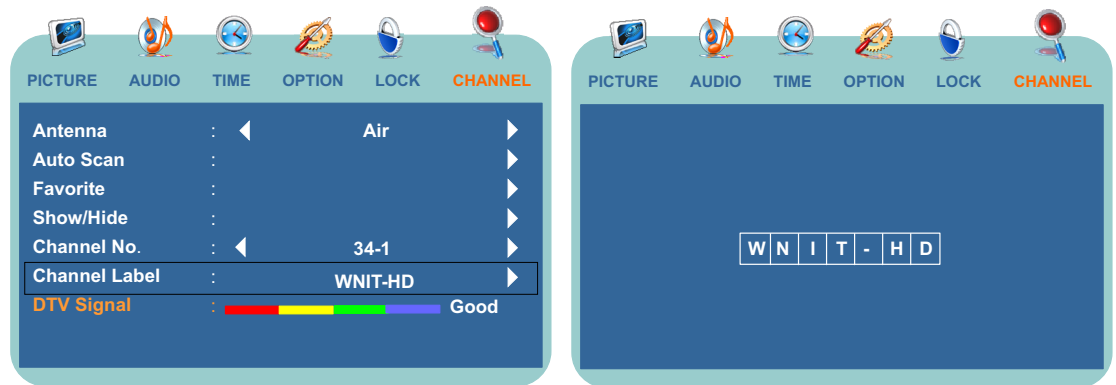 PICTURE AUDIO TIME OPTION LOCK CHANNEL
Antenna : Air
Auto Scan :
Favorite :
Show/Hide :
Channel No. : 34-1
Channel Label : WNIT-HD
DTV Signal : Good
PICTURE AUDIO TIME OPTION LOCK CHANNEL
W N I T - H D